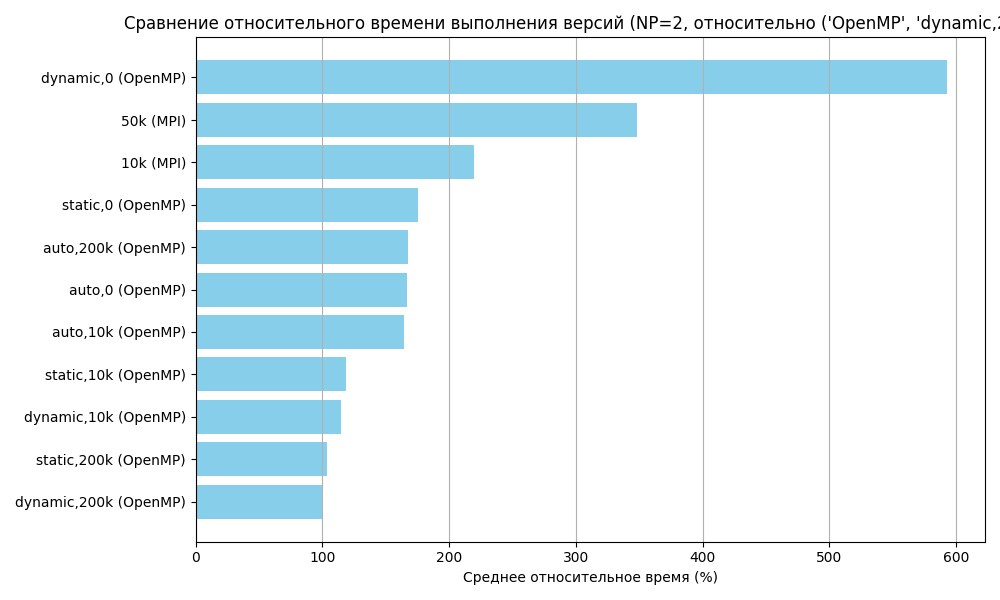 Сравнение относительного времени выполнения версий (NP=2, относительно ('OpenMP', 'dynamic,2
dynamic,0 (OpenMP)
50k (MPI)
10k (MPI)
static,0 (OpenMP)
auto,200k (OpenMP)
auto,0 (OpenMP)
auto,10k (OpenMP)
static,10k (OpenMP)
dynamic,10k (OpenMP)
static,200k (OpenMP)
dynamic,200k (OpenMP)
0 100 200 300 400 500 600
Среднее относительное время (%)